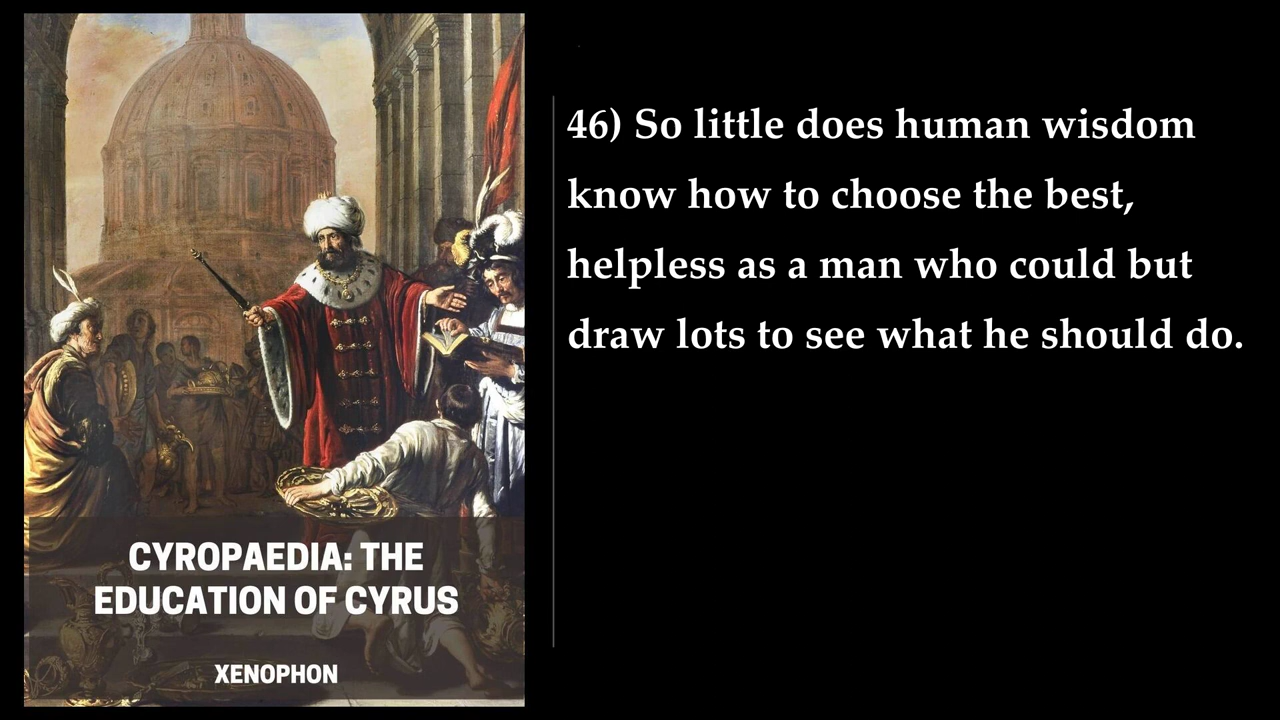 CYROPAEDIA: THE
EDUCATION OF CYRUS
XENOPHON
46) So little does human wisdom
know how to choose the best,
helpless as a man who could but
draw lots to see what he should do.